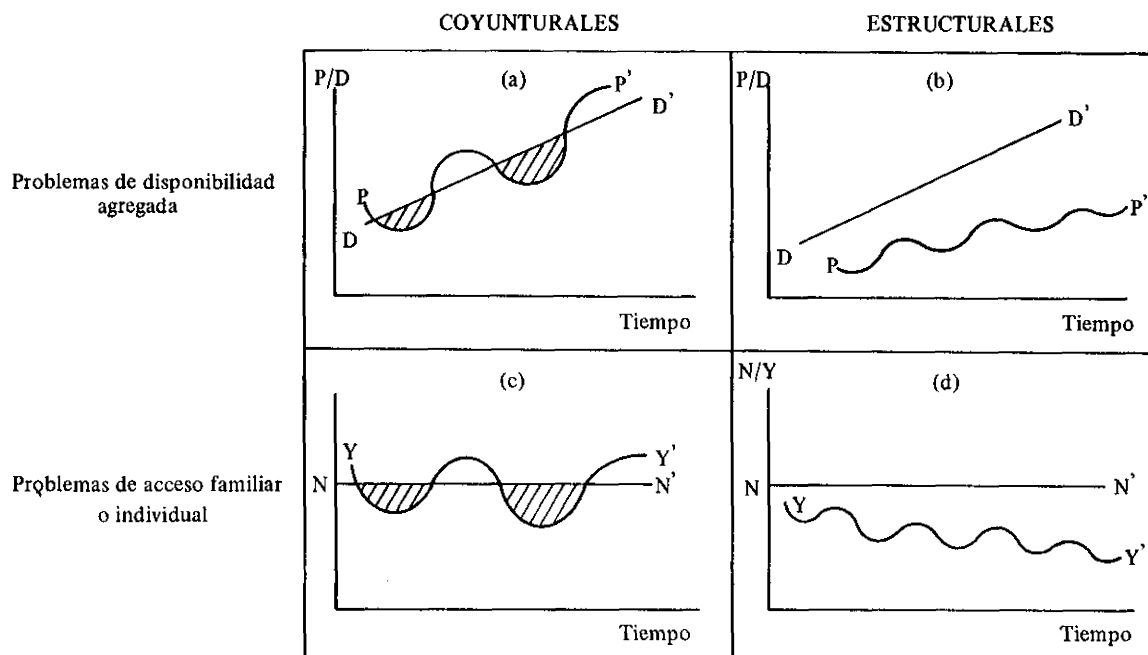 COYUNTURALES
ESTRUCTURALES
Problemas de disponibilidad
agregada
P/D
(a)
P'
D'
P
D
Tiempo
P/D
(b)
D'
P'
D
P
Tiempo
Problemas de acceso familiar
o individual
(c)
Y
Y'
N
N'
Tiempo
N/Y
(d)
N
N'
Y
Y'
Tiempo